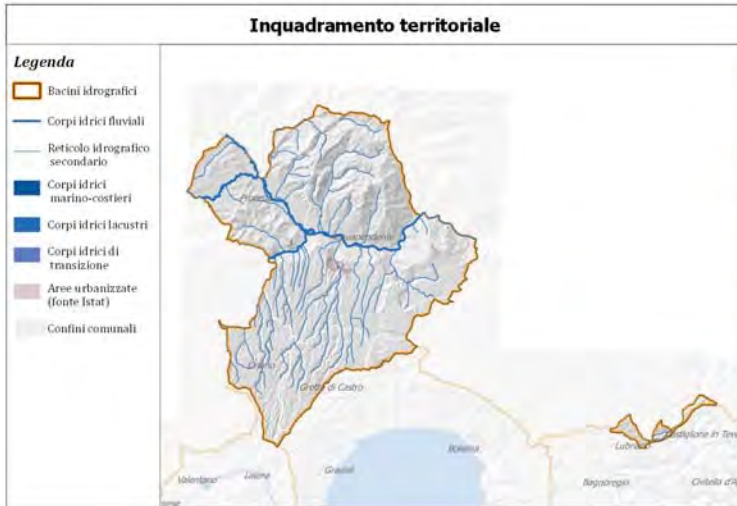 Inquadramento territoriale
Legenda
Bacini idrografici
Corpi idrici fluviali
Reticolo idrografico
secondario
Corpi idrici
marino-costieri
Corpi idrici lacustri
Corpi idrici di
transizione
Aree urbanizzate
(fonte Istat)
Confini comunali
Grotte di Castro
Bolsena
Valentano
Latera
Gradoli
Bagnoregio